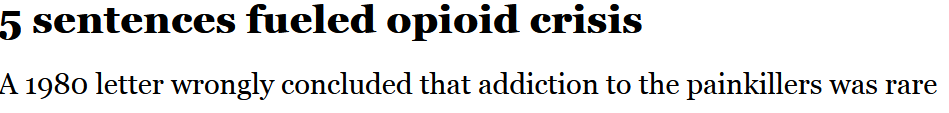 5 sentences fueled opioid crisis
A 1980 letter wrongly concluded that addiction to the painkillers was rare